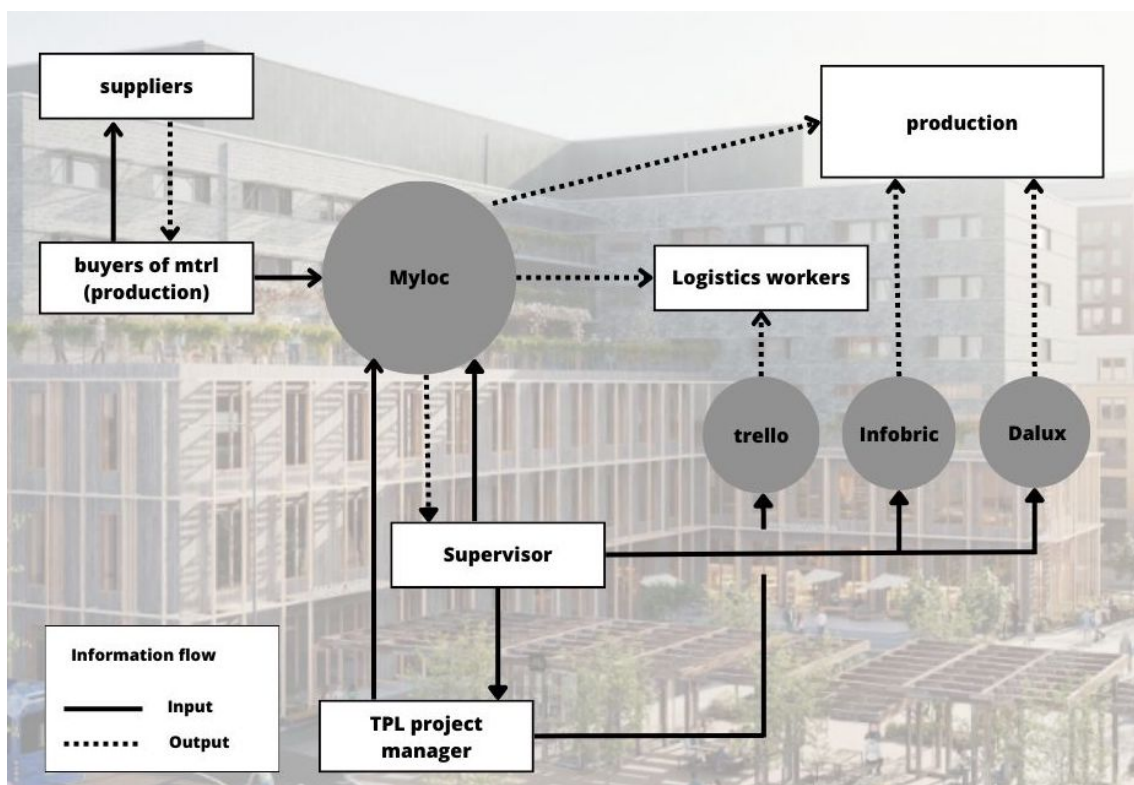 suppliers
production
buyers of mtrl
(production)
Myloc
Logistics workers
trello
Infobric
Dalux
Supervisor
Information flow
Input
Output
TPL project
manager